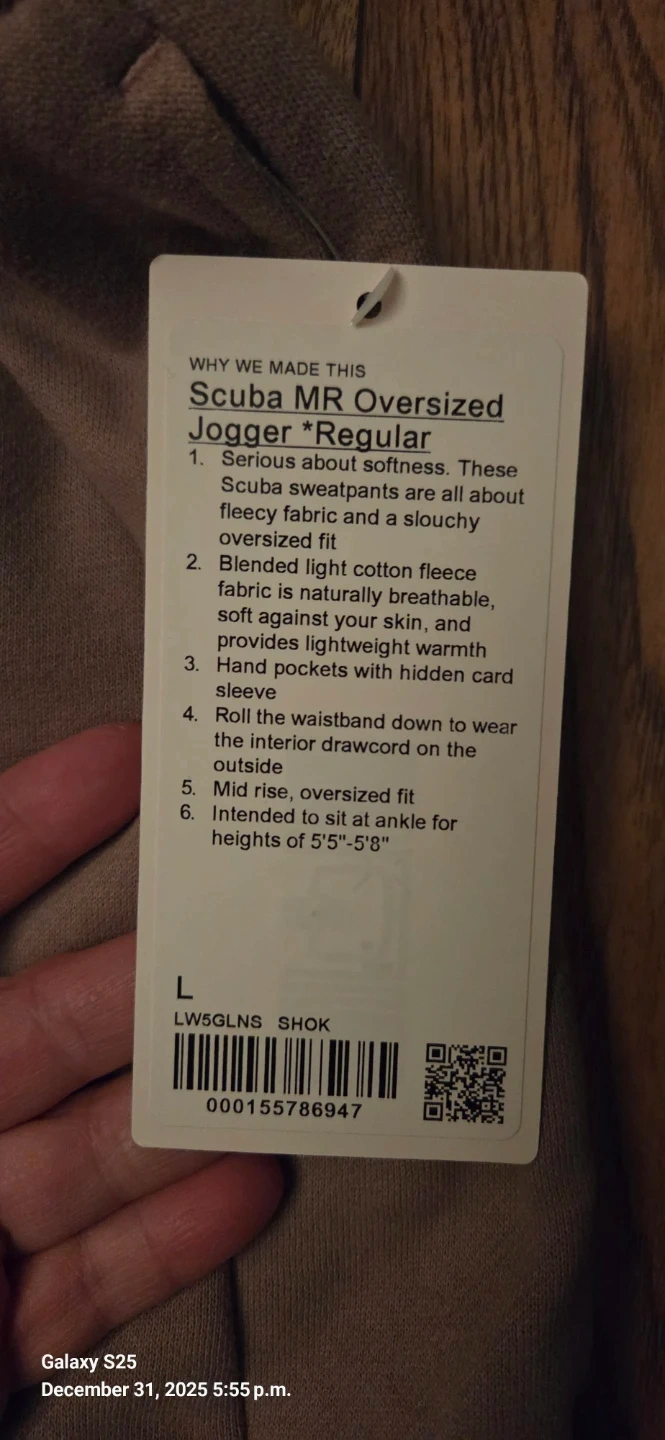 WHY WE MADE THIS
Scuba MR Oversized
Jogger *Regular
1. Serious about softness. These
Scuba sweatpants are all about
fleecy fabric and a slouchy
oversized fit
2. Blended light cotton fleece
fabric is naturally breathable,
soft against your skin, and
provides lightweight warmth
3. Hand pockets with hidden card
sleeve
4. Roll the waistband down to wear
the interior drawcord on the
outside
5. Mid rise, oversized fit
6. Intended to sit at ankle for
heights of 5'5"-5'8"
L
LW5GLNS SHOK
000155786947
Galaxy S25
December 31, 2025 5:55 p.m.